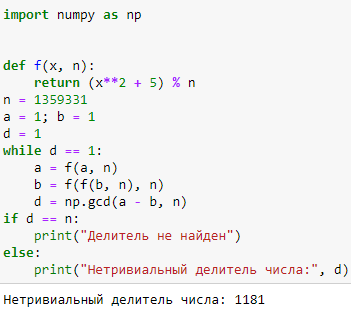 import numpy as np
def f(x, n):
    return (x**2 + 5) % n
n = 1359331
a = 1; b = 1
d = 1
while d == 1:
    a = f(a, n)
    b = f(f(b, n), n)
    d = np.gcd(a - b, n)
if d == n:
    print("Делитель не найден")
else:
    print("Нетривиальный делитель числа:", d)
Нетривиальный делитель числа: 1181